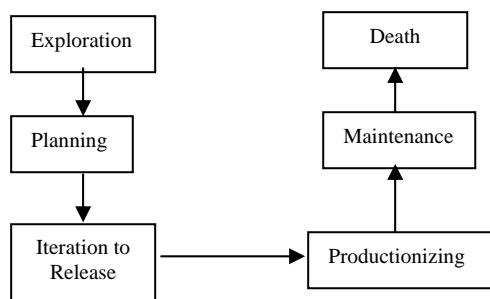 Exploration
Planning
Iteration to
Release
Productionizing
Maintenance
Death